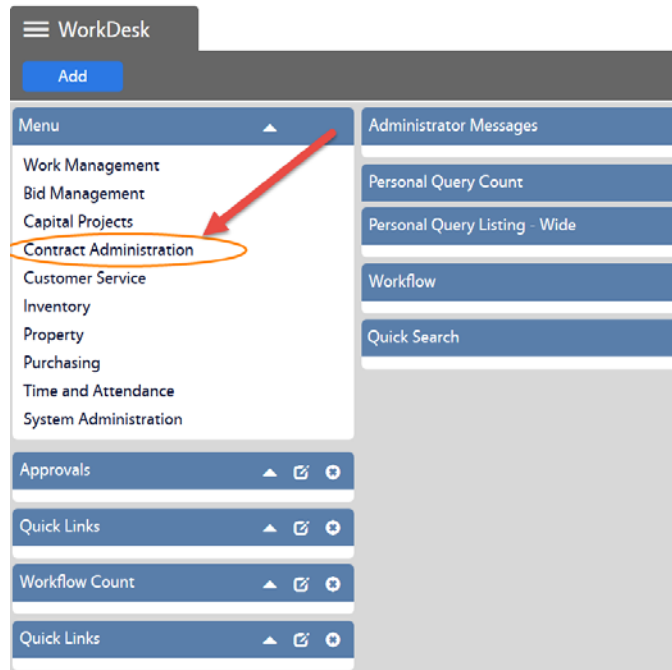 WorkDesk
Add
Menu
Work Management
Bid Management
Capital Projects
Contract Administration
Customer Service
Inventory
Property
Purchasing
Time and Attendance
System Administration
Approvals
Quick Links
Workflow Count
Quick Links
Administrator Messages
Personal Query Count
Personal Query Listing - Wide
Workflow
Quick Search